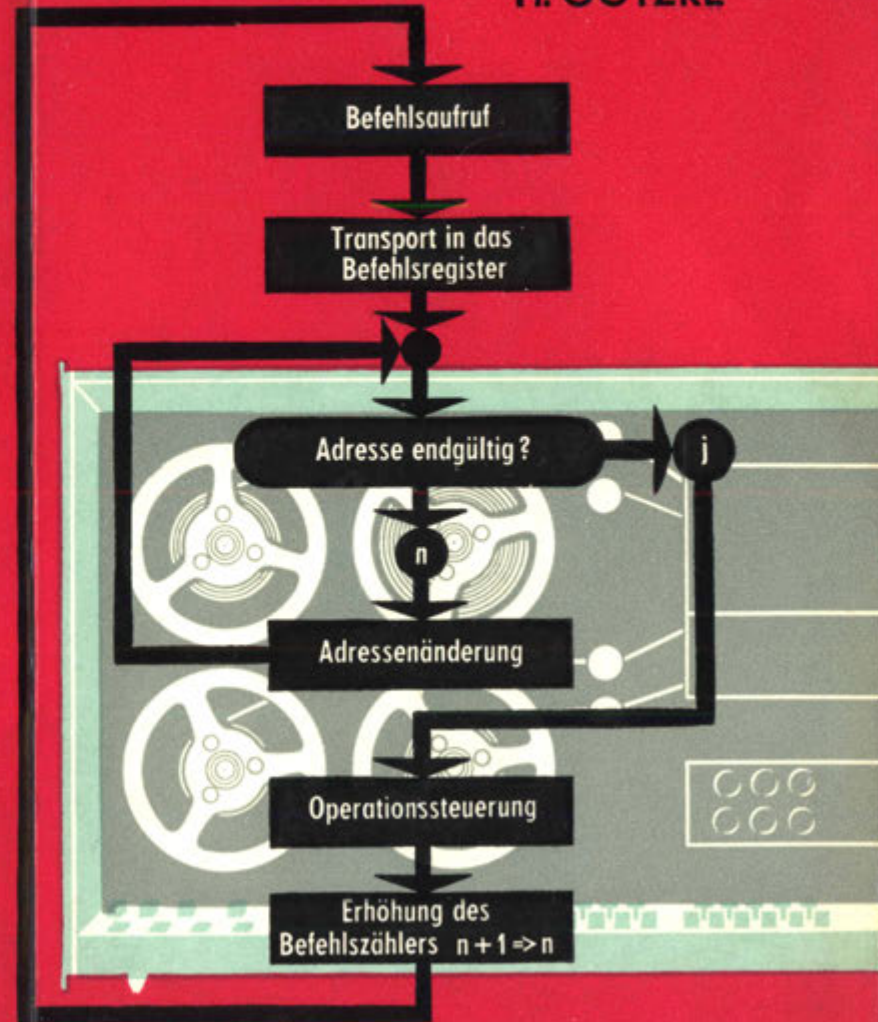 Befehlsaufruf
Transport in das
Befehlsregister
Adresse endgültig?
j
n
Adressenänderung
Operationssteuerung
Erhöhung des
Befehlszählers n+1=>n